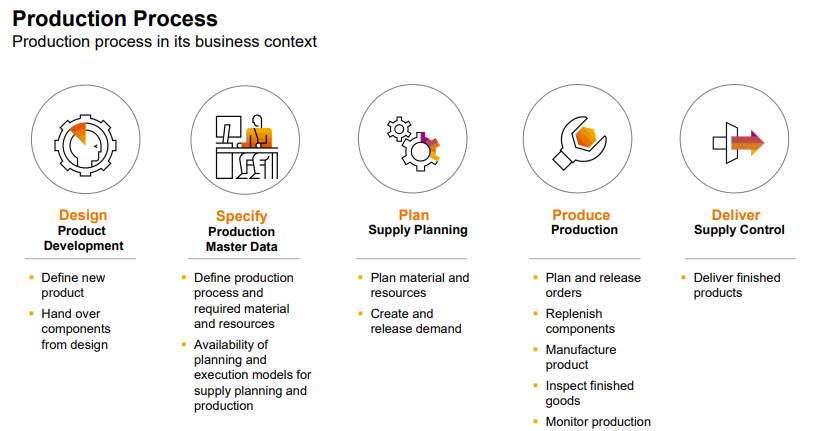 Production Process
Production process in its business context
Design
Product
Development
Define new
product
Hand over
components
from design
Specify
Production
Master Data
Define production
process and
required material
and resources
Availability of
planning and
execution models for
supply planning and
production
Plan
Supply Planning
Plan material and
resources
Create and
release demand
Produce
Production
Plan and release
orders
Replenish
components
Manufacture
product
Inspect finished
goods
Monitor production
Deliver
Supply Control
Deliver finished
products